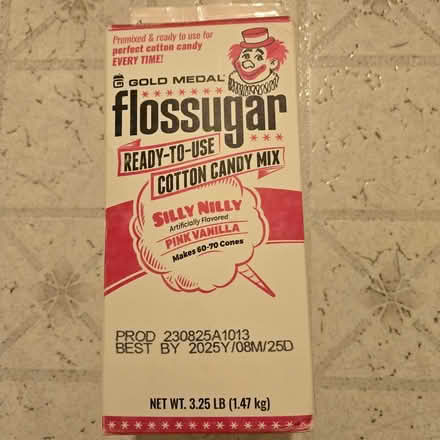 Premixed & ready to use for
perfect cotton candy
EVERY TIME!
GOLD MEDAL
flossugar
READY-TO-USE
COTTON CANDY MIX
SILLY NILLY
Artificially Flavored
PINK VANILLA
Makes 60-70 Cones
PROD 230825A1013
BEST BY 2025Y/08M/25D
NET WT. 3.25 LB (1.47 kg)